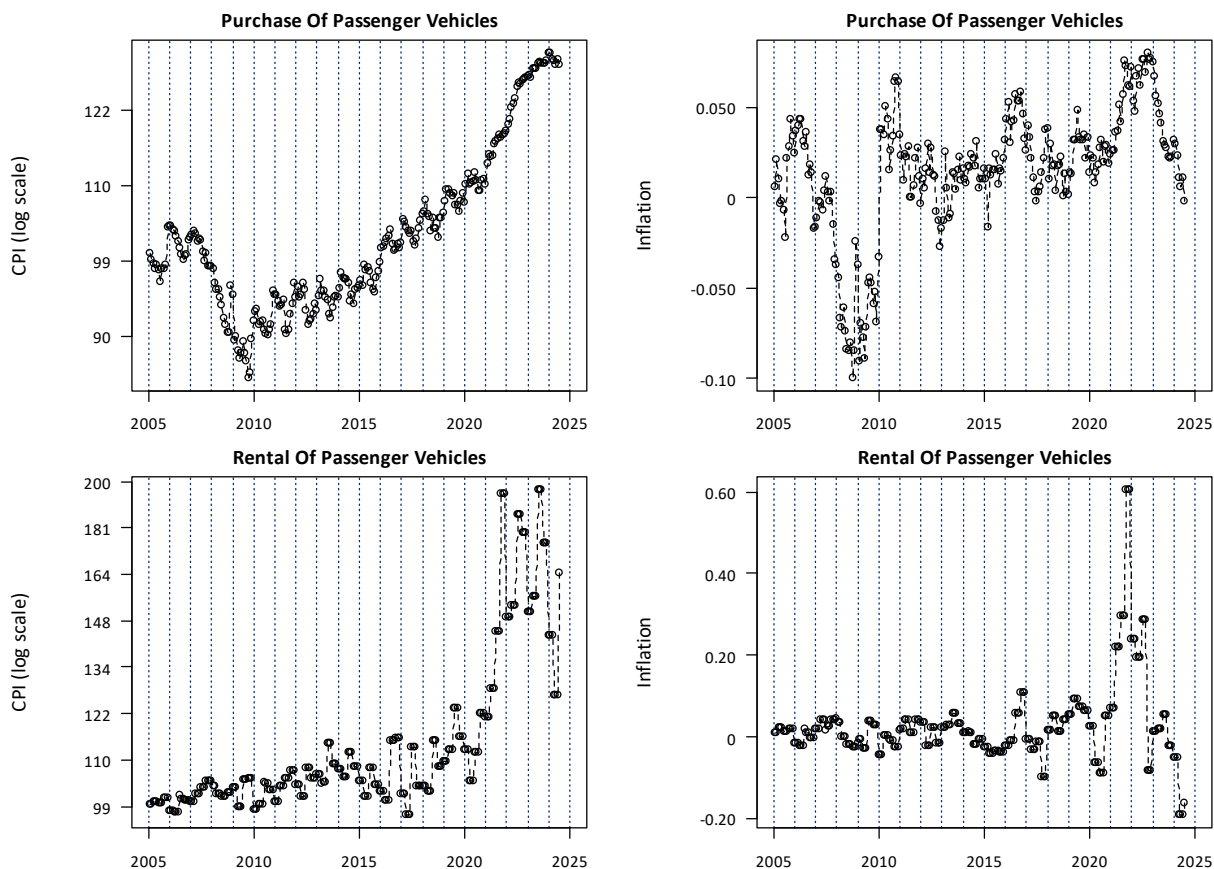 Purchase Of Passenger Vehicles
CPI (log scale)
122
110
99
90
2005 2010 2015 2020 2025
Purchase Of Passenger Vehicles
Inflation
0.050
0
-0.050
-0.10
2005 2010 2015 2020 2025
Rental Of Passenger Vehicles
CPI (log scale)
200
181
164
148
134
122
110
99
2005 2010 2015 2020 2025
Rental Of Passenger Vehicles
Inflation
0.60
0.40
0.20
0
-0.20
2005 2010 2015 2020 2025